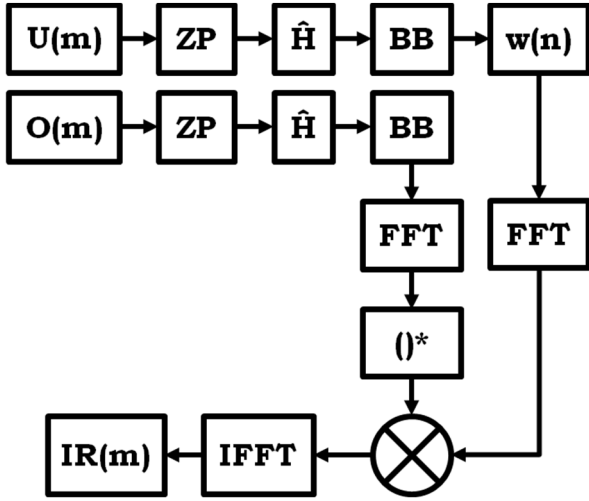 U(m) ZP Ĥ BB w(n)
O(m) ZP Ĥ BB
FFT FFT
()*
IR(m) IFFT